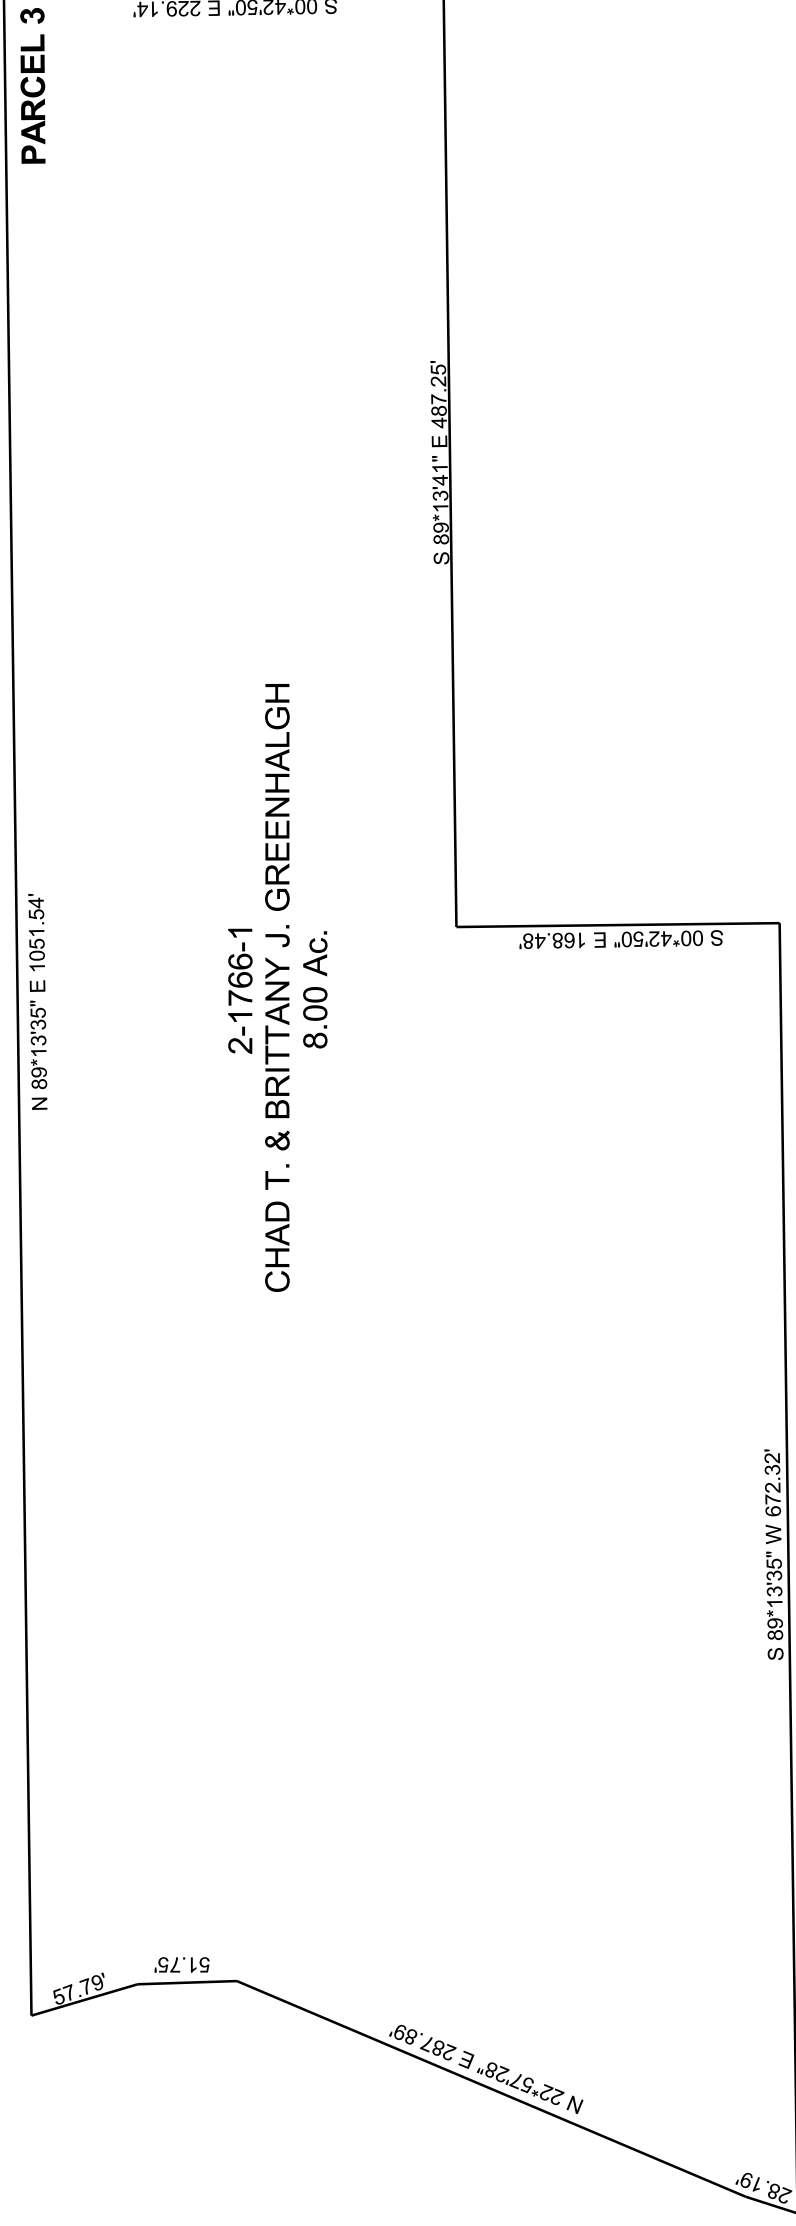 PARCEL 3
S 00*42'50" E 229.14'
S 89*13'41" E 487.25'
N 89*13'35" E 1051.54'
2-1766-1
CHAD T. & BRITTANY J. GREENHALGH
8.00 Ac.
S 00*42'50" E 168.48'
S 89*13'35" W 672.32'
57.79'
51.75'
N 22*57'28" E 287.89'
28.19'